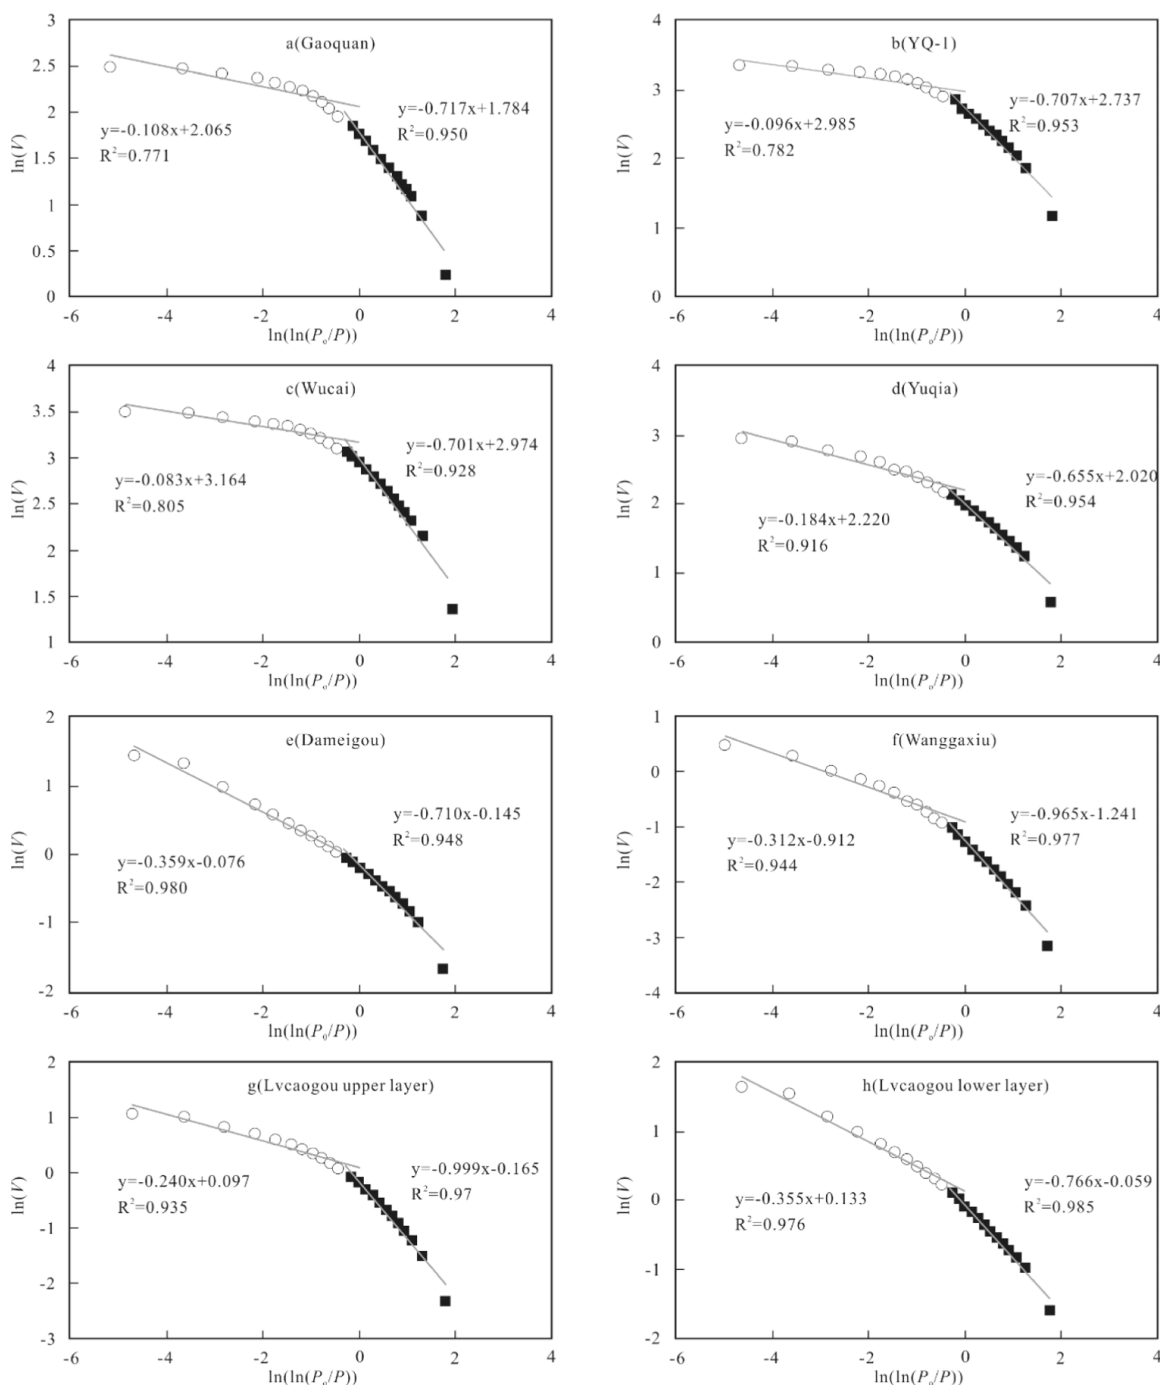 a(Gaoquan)
ln(V)
3
2.5
2
1.5
1
0.5
0
y=-0.108x+2.065
R²=0.771
y=-0.717x+1.784
R²=0.950
-6
-4
-2
0
2
4
ln(ln(P₀/P))
b(YQ-1)
ln(V)
4
3
2
1
0
y=-0.096x+2.985
R²=0.782
y=-0.707x+2.737
R²=0.953
-6
-4
-2
0
2
4
ln(ln(P₀/P))
c(Wucai)
ln(V)
4
3.5
3
2.5
2
1.5
1
y=-0.083x+3.164
R²=0.805
y=-0.701x+2.974
R²=0.928
-6
-4
-2
0
2
4
ln(ln(P₀/P))
d(Yuqia)
ln(V)
4
3
2
1
0
y=-0.184x+2.220
R²=0.916
y=-0.655x+2.020
R²=0.954
-6
-4
-2
0
2
4
ln(ln(P₀/P))
e(Dameigou)
ln(V)
2
1
0
-1
-2
y=-0.359x-0.076
R²=0.980
y=-0.710x-0.145
R²=0.948
-6
-4
-2
0
2
4
ln(ln(P₀/P))
f(Wanggaxiu)
ln(V)
1
0
-1
-2
-3
-4
y=-0.312x-0.912
R²=0.944
y=-0.965x-1.241
R²=0.977
-6
-4
-2
0
2
4
ln(ln(P₀/P))
g(Lvcaogou upper layer)
ln(V)
2
1
0
-1
-2
-3
y=-0.240x+0.097
R²=0.935
y=-0.999x-0.165
R²=0.97
-6
-4
-2
0
2
4
ln(ln(P₀/P))
h(Lvcaogou lower layer)
ln(V)
2
1
0
-1
-2
y=-0.355x+0.133
R²=0.976
y=-0.766x-0.059
R²=0.985
-6
-4
-2
0
2
4
ln(ln(P₀/P))